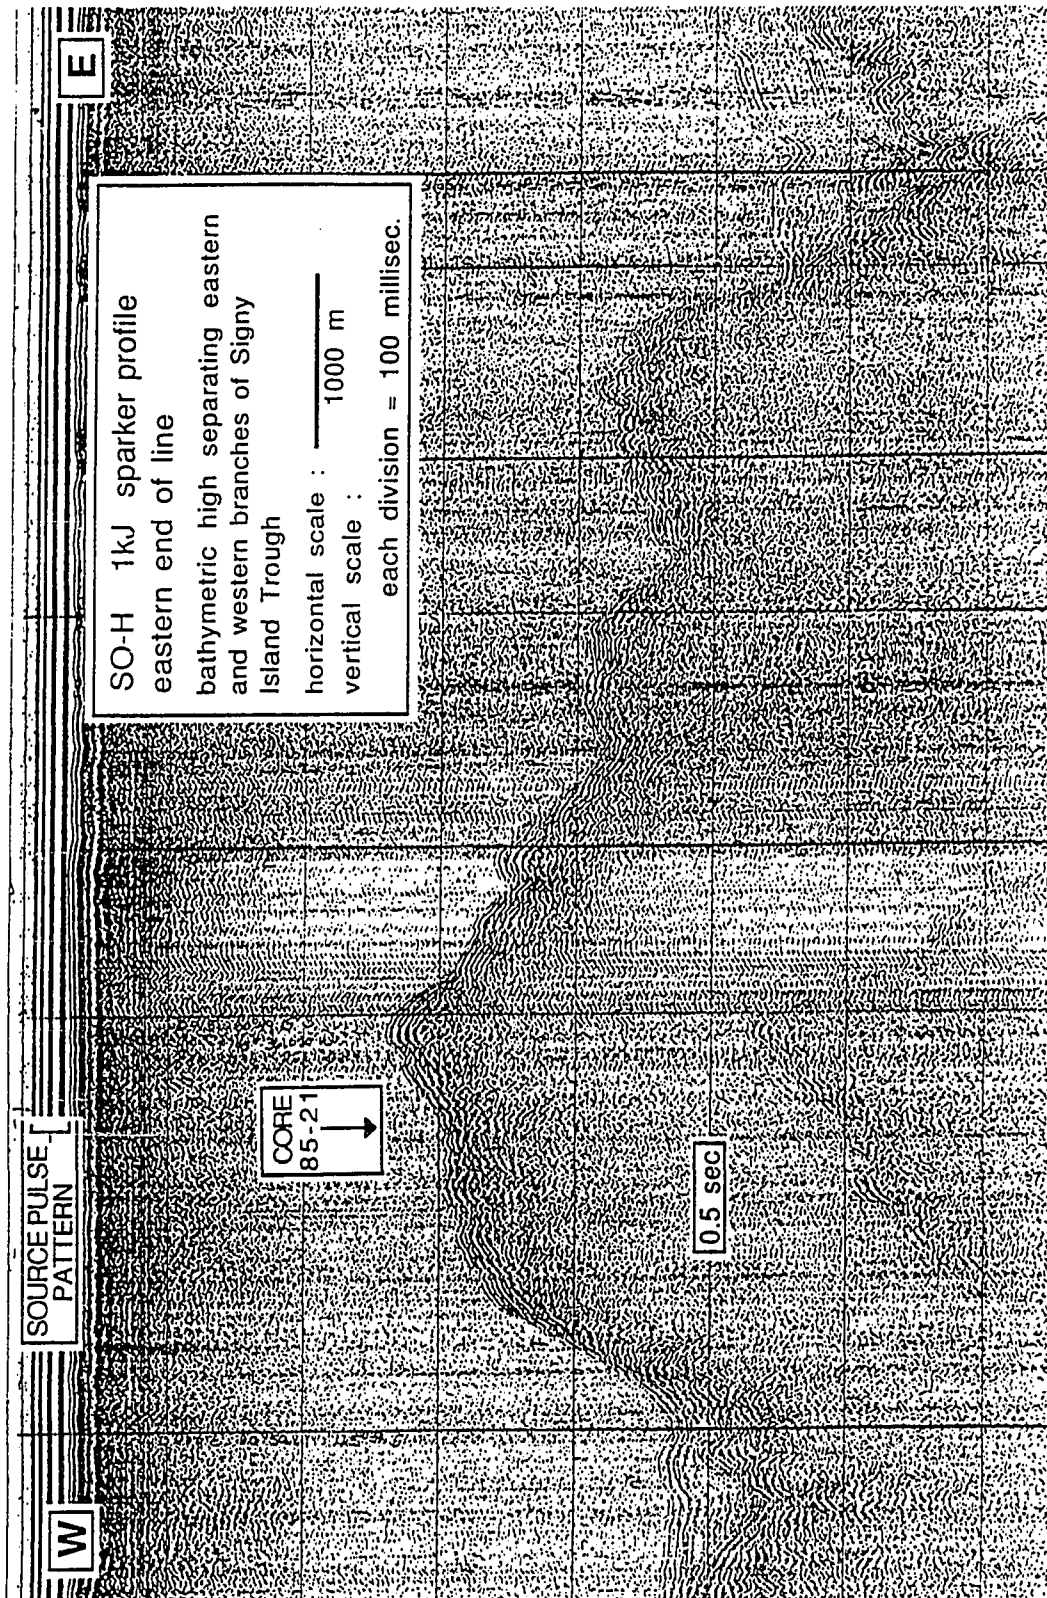 W
SOURCE PULSE
PATTERN
E
SO-H 1kJ sparker profile
eastern end of line
bathymetric high separating eastern
and western branches of Signy
Island Trough
horizontal scale :
1000 m
vertical scale :
each division = 100 millisec.
CORE
85-21
0.5 sec